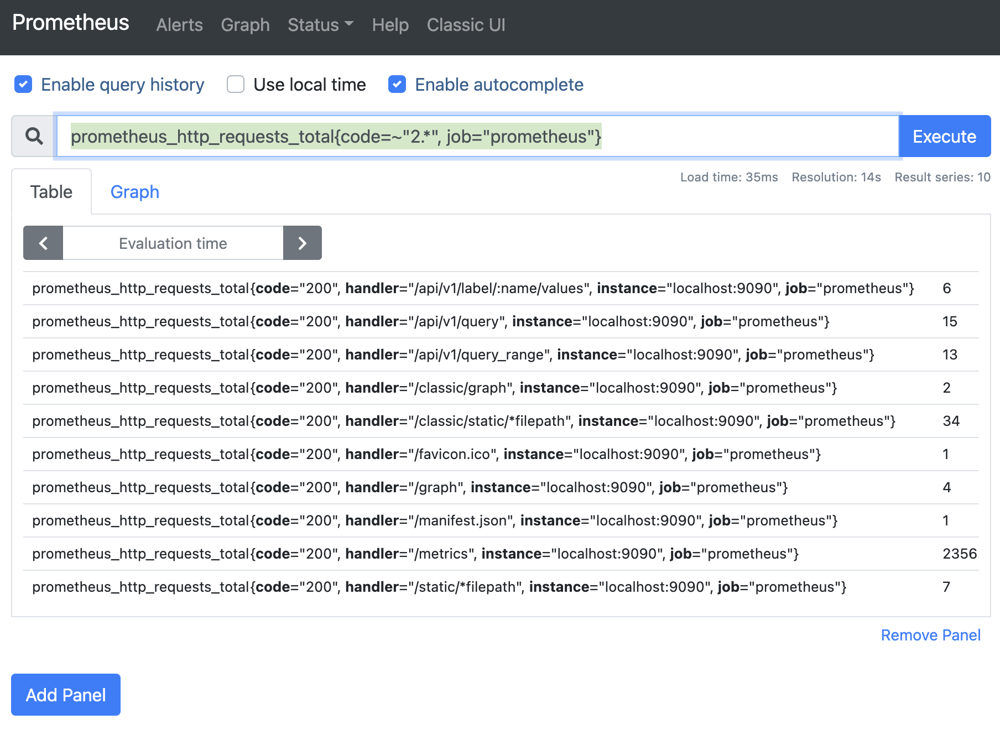 Prometheus Alerts Graph Status Help Classic UI
Enable query history Use local time Enable autocomplete
prometheus_http_requests_total{code=~"2.*", job="prometheus"} Execute
Load time: 35ms Resolution: 14s Result series: 10
Table Graph
Evaluation time
prometheus_http_requests_total{code="200", handler="/api/v1/label/:name/values", instance="localhost:9090", job="prometheus"} 6
prometheus_http_requests_total{code="200", handler="/api/v1/query", instance="localhost:9090", job="prometheus"} 15
prometheus_http_requests_total{code="200", handler="/api/v1/query_range", instance="localhost:9090", job="prometheus"} 13
prometheus_http_requests_total{code="200", handler="/classic/graph", instance="localhost:9090", job="prometheus"} 2
prometheus_http_requests_total{code="200", handler="/classic/static/*filepath", instance="localhost:9090", job="prometheus"} 34
prometheus_http_requests_total{code="200", handler="/favicon.ico", instance="localhost:9090", job="prometheus"} 1
prometheus_http_requests_total{code="200", handler="/graph", instance="localhost:9090", job="prometheus"} 4
prometheus_http_requests_total{code="200", handler="/manifest.json", instance="localhost:9090", job="prometheus"} 1
prometheus_http_requests_total{code="200", handler="/metrics", instance="localhost:9090", job="prometheus"} 2356
prometheus_http_requests_total{code="200", handler="/static/*filepath", instance="localhost:9090", job="prometheus"} 7
Remove Panel
Add Panel